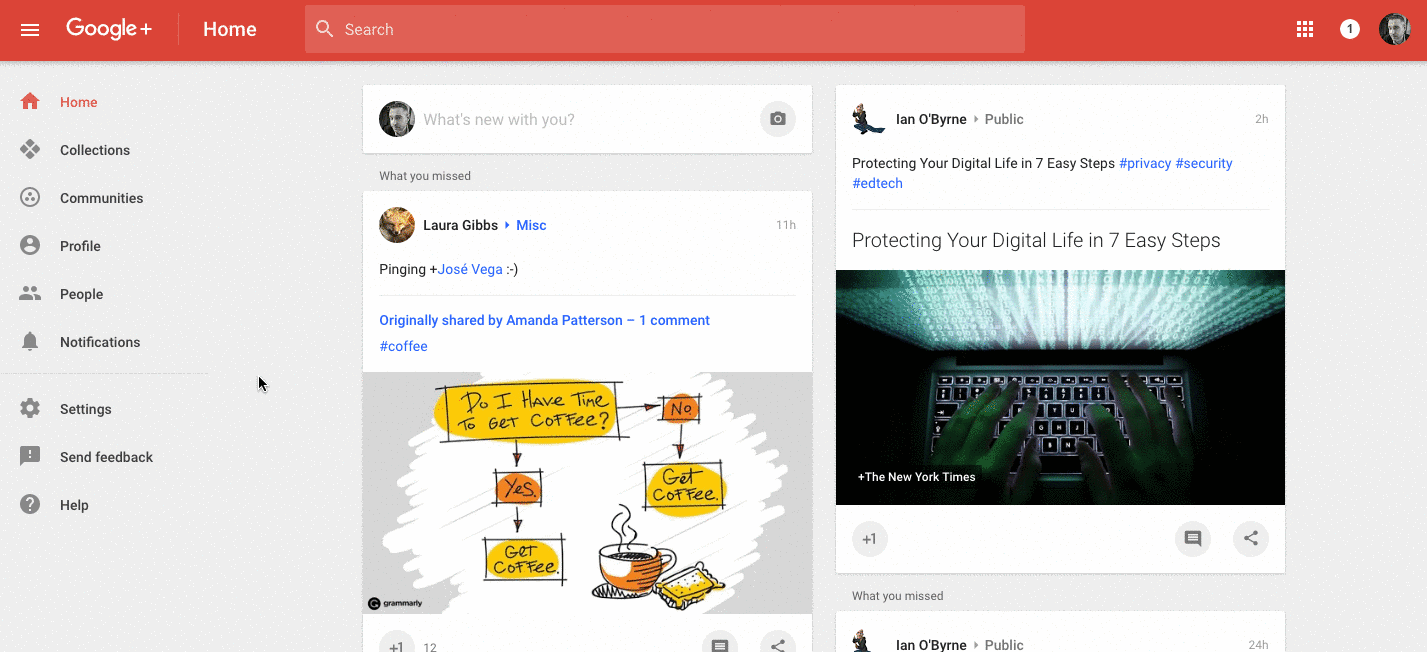 Google+
Home
Search
1
Home
Collections
Communities
Profile
People
Notifications
Settings
Send feedback
Help
What's new with you?
What you missed
Laura Gibbs Misc 11h
Pinging +José Vega :-)
Originally shared by Amanda Patterson – 1 comment
#coffee
Do I Have Time
To Get Coffee?
No
Yes.
Get
Coffee.
Get
Coffee.
grammarly
+1 12
Ian O'Byrne Public 2h
Protecting Your Digital Life in 7 Easy Steps #privacy #security
#edtech
Protecting Your Digital Life in 7 Easy Steps
+The New York Times
+1
What you missed
Ian O'Byrne Public 24h